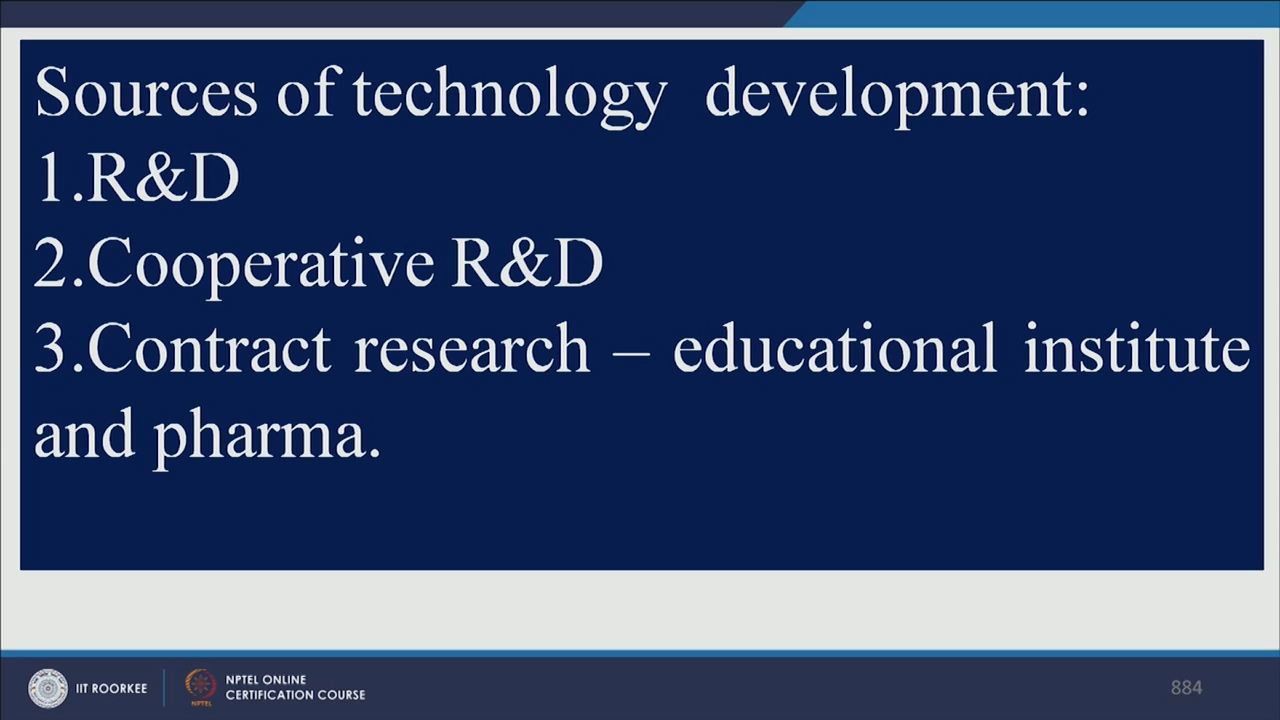 Sources of technology development:
1.R&D
2.Cooperative R&D
3.Contract research – educational institute
and pharma.
IIT ROORKEE
NPTEL
NPTEL ONLINE
CERTIFICATION COURSE
884